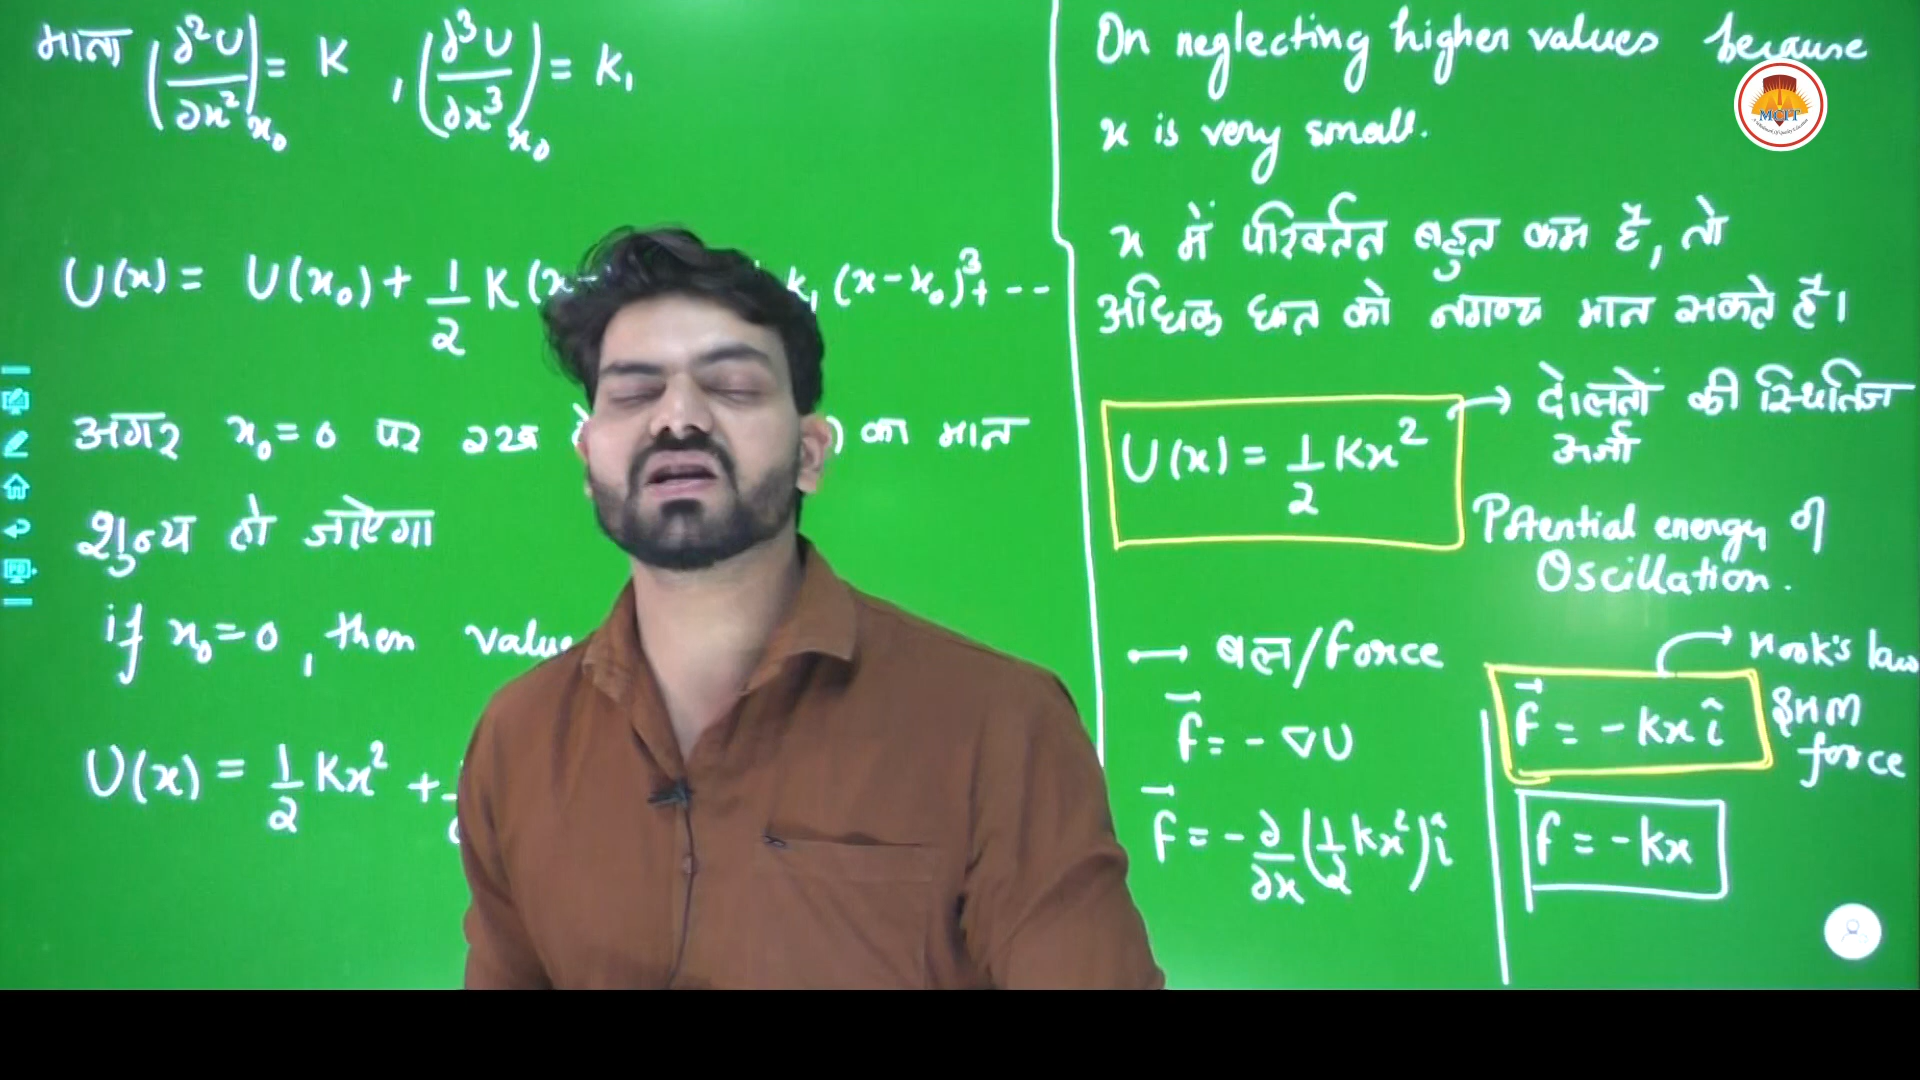 माना (∂²U/∂x²)x₀ = K , (∂³U/∂x³)x₀ = K₁
U(x) = U(x₀) + 1/2 K (x- k₁ (x-x₀)³ + ---
अगर x₀ = 0 पर रख ) का मान
शुन्य हो जाऐगा
if x₀ = 0 , then value
U(x) = 1/2 Kx² +
On neglecting higher values because
x is very small.
x में परिवर्तन बहुत कम है, तो
अधिक घात को नगण्य मान सकते हैं।
U(x) = 1/2 Kx² → दोलनों की स्थितिज
ऊर्जा
Potential energy of
Oscillation.
बल/force
f⃗ = - ∇U
f⃗ = - ∂/∂x (1/2 kx²) î
Hook's law
f⃗ = - kx î
SHM
force
f = - kx
MCIT